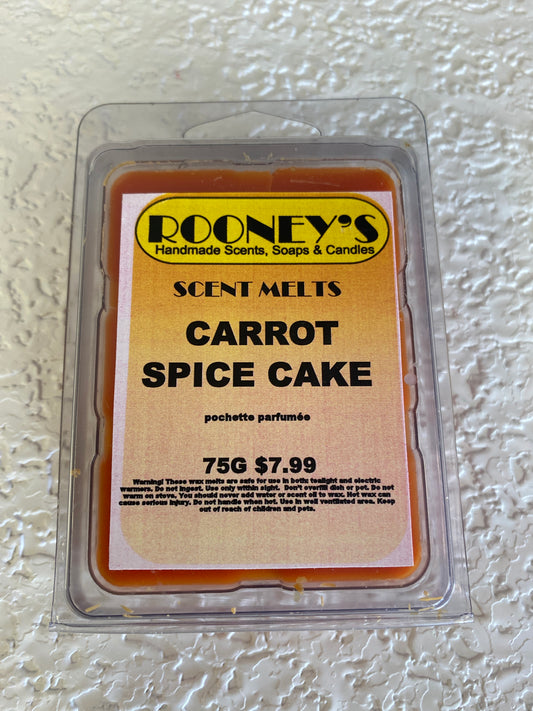 ROONEY'S
Handmade Scents, Soaps & Candles
SCENT MELTS
CARROT
SPICE CAKE
pochette parfumée
75G $7.99
Warning! These wax melts are safe for use in both: tealight and electric
warmers. Do not ingest. Use only within sight. Don't overfill dish or pot. Do not
warm on stove. You should never add water or scent oil to wax. Hot wax can
cause serious injury. Do not handle when hot. Use in well ventilated area. Keep
out of reach of children and pets.